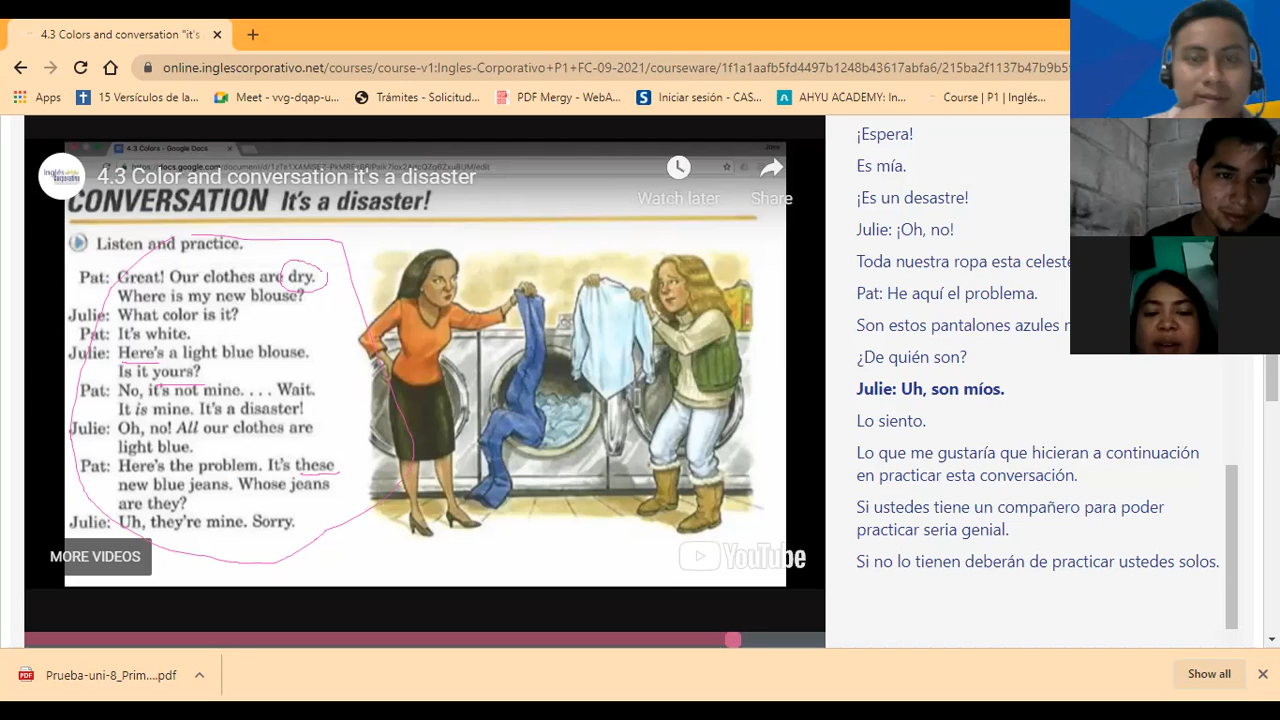 4.3 Colors and conversation "it's
online.inglescorporativo.net/courses/course-v1:Ingles-Corporativo+P1+FC-09-2021/courseware/1f1a1aafb5fd4497b1248b43617abfa6/215ba2f1137b47b9b5
Apps
15 Versículos de la...
Meet - vvg-dqap-u...
Trámites - Solicitud...
PDF Mergy - WebA...
Iniciar sesión - CAS...
AHYU ACADEMY: In...
Course | P1 | Inglés...
4.3 Colors - Google Docs
4.3 Color and conversation it's a disaster
Watch later
Share
CONVERSATION It's a disaster!
Listen and practice.
Pat: Great! Our clothes are dry.
Where is my new blouse?
Julie: What color is it?
Pat: It's white.
Julie: Here's a light blue blouse.
Is it yours?
Pat: No, it's not mine. . . . Wait.
It is mine. It's a disaster!
Julie: Oh, no! All our clothes are
light blue.
Pat: Here's the problem. It's these
new blue jeans. Whose jeans
are they?
Julie: Uh, they're mine. Sorry.
MORE VIDEOS
YouTube
¡Espera!
Es mía.
¡Es un desastre!
Julie: ¡Oh, no!
Toda nuestra ropa esta celeste
Pat: He aquí el problema.
Son estos pantalones azules
¿De quién son?
Julie: Uh, son míos.
Lo siento.
Lo que me gustaría que hicieran a continuación
en practicar esta conversación.
Si ustedes tiene un compañero para poder
practicar seria genial.
Si no lo tienen deberán de practicar ustedes solos.
Prueba-uni-8_Prim....pdf
Show all